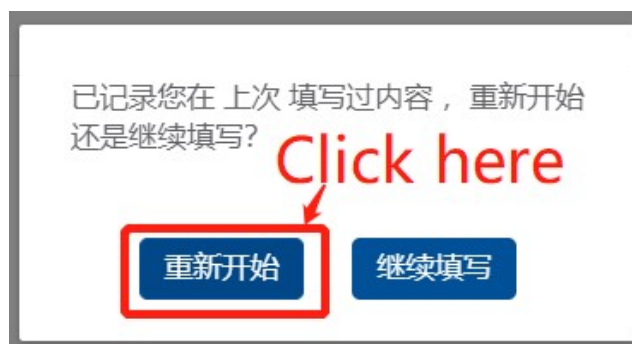 已记录您在 上次 填写过内容 ，重新开始
还是继续填写?
Click here
重新开始
继续填写